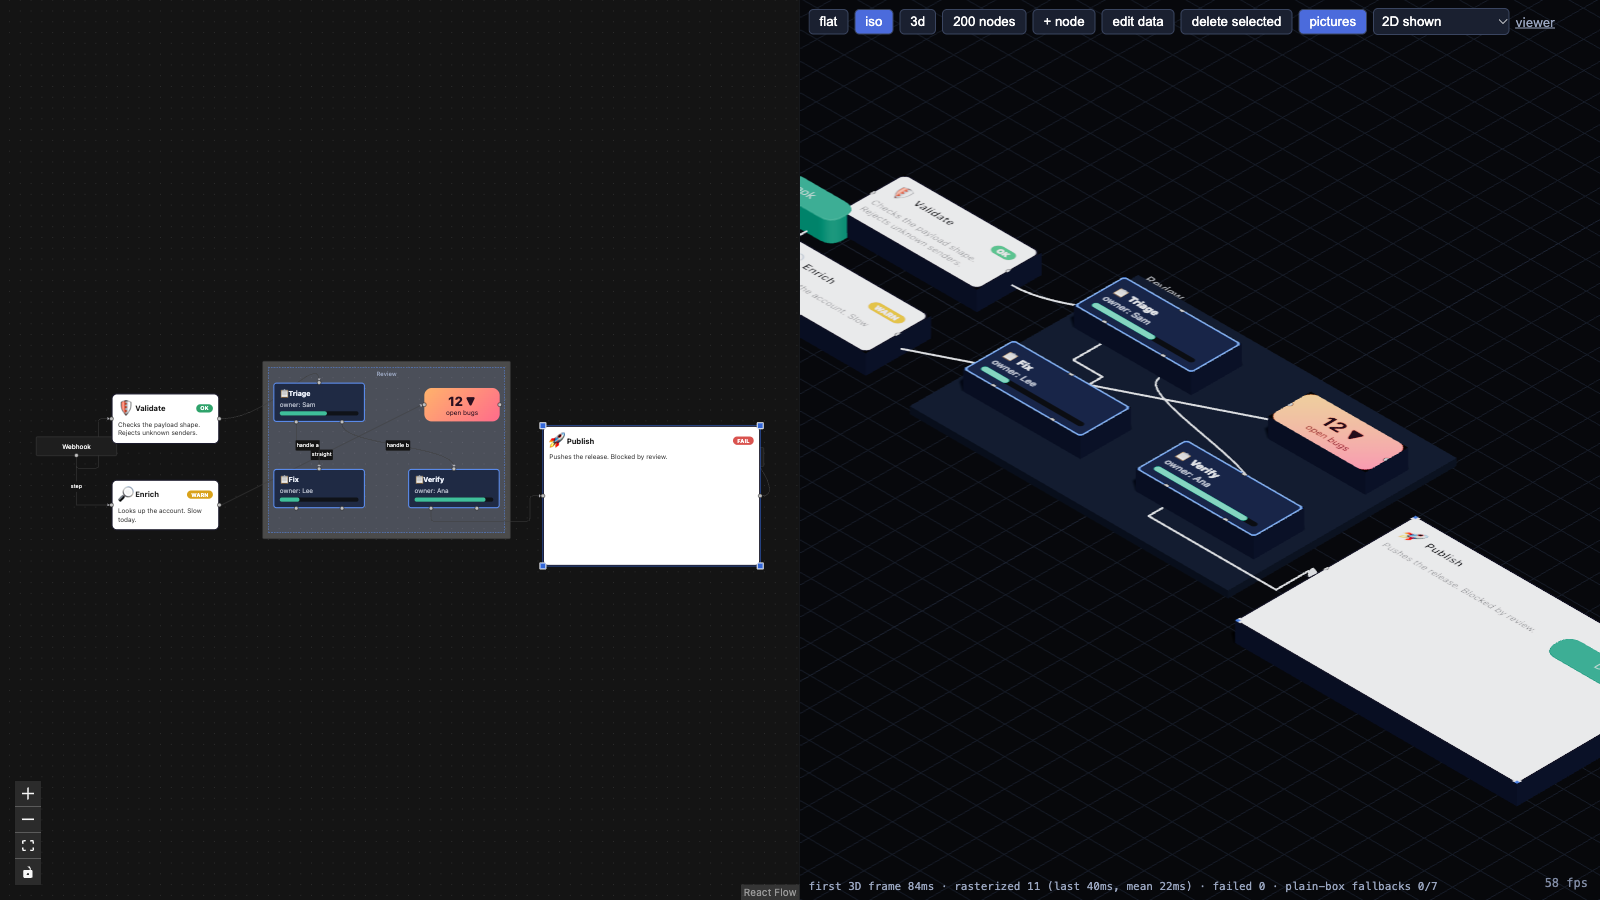 Review
Triage
owner: Sam
12 ▼
open bugs
Validate
OK
Checks the payload shape.
Rejects unknown senders.
Webhook
handle a
handle b
straight
step
Enrich
WARN
Looks up the account. Slow
today.
Fix
owner: Lee
Verify
owner: Ana
Publish
FAIL
Pushes the release. Blocked by review.
React Flow
flat
iso
3d
200 nodes
+ node
edit data
delete selected
pictures
2D shown
viewer
Validate
Checks the payload shape.
Rejects unknown senders.
OK
Enrich
the account. Slow
WARN
Review
Triage
owner: Sam
Fix
owner: Lee
12 ▼
open bugs
Verify
owner: Ana
Publish
Pushes the release. Blocked by review.
first 3D frame 84ms · rasterized 11 (last 40ms, mean 22ms) · failed 0 · plain-box fallbacks 0/7
58 fps